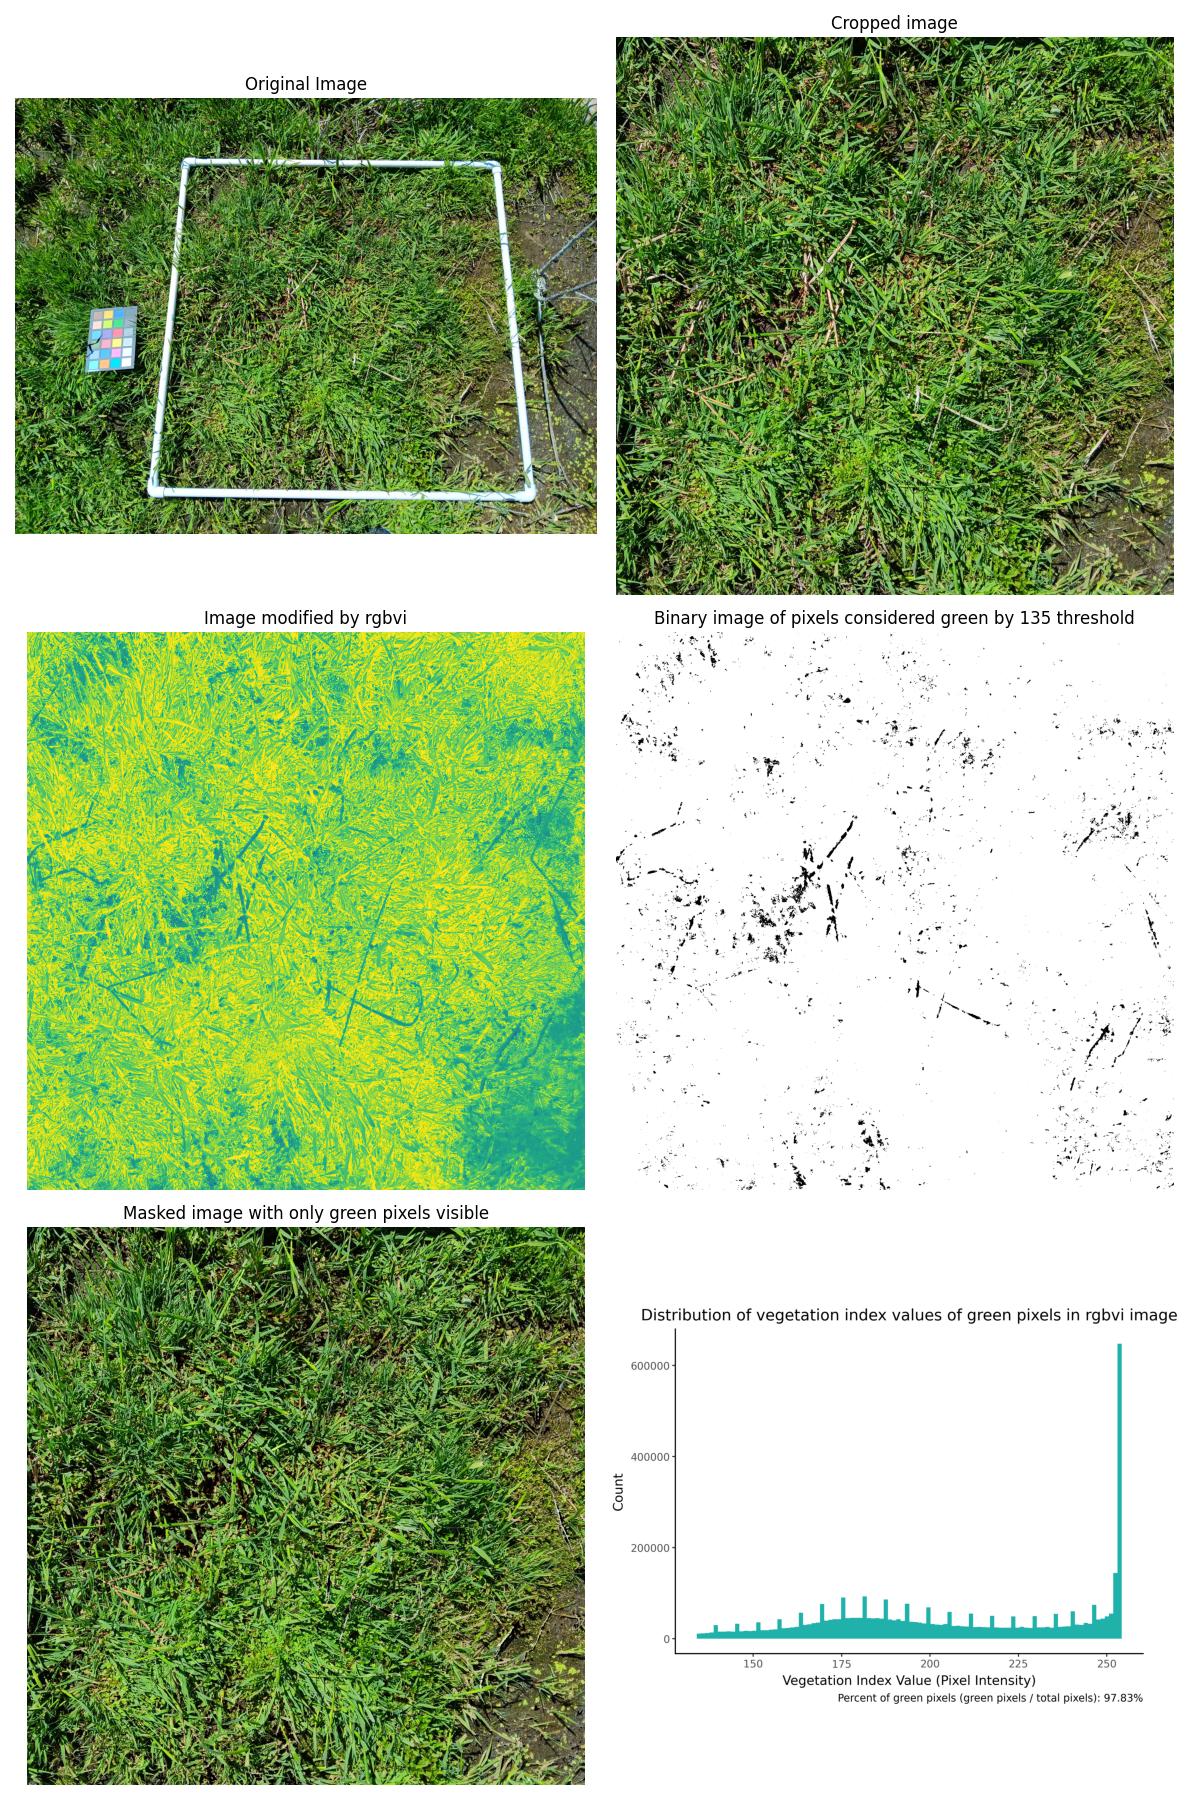 Original Image
Cropped image
Image modified by rgbvi
Binary image of pixels considered green by 135 threshold
Masked image with only green pixels visible
Distribution of vegetation index values of green pixels in rgbvi image
600000
400000
200000
0
Count
150 175 200 225 250
Vegetation Index Value (Pixel Intensity)
Percent of green pixels (green pixels / total pixels): 97.83%